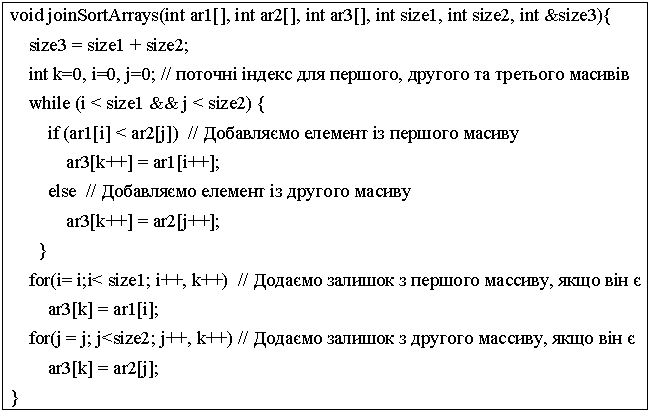 void joinSortArrays(int ar1[], int ar2[], int ar3[], int size1, int size2, int &size3){
size3 = size1 + size2;
int k=0, i=0, j=0; // поточні індекс для першого, другого та третього масивів
while (i < size1 && j < size2) {
if (ar1[i] < ar2[j]) // Добавляємо елемент із першого масиву
ar3[k++] = ar1[i++];
else // Добавляємо елемент із другого масиву
ar3[k++] = ar2[j++];
}
for(i= i;i< size1; i++, k++) // Додаємо залишок з першого массиву, якщо він є
ar3[k] = ar1[i];
for(j = j; j<size2; j++, k++) // Додаємо залишок з другого массиву, якщо він є
ar3[k] = ar2[j];
}